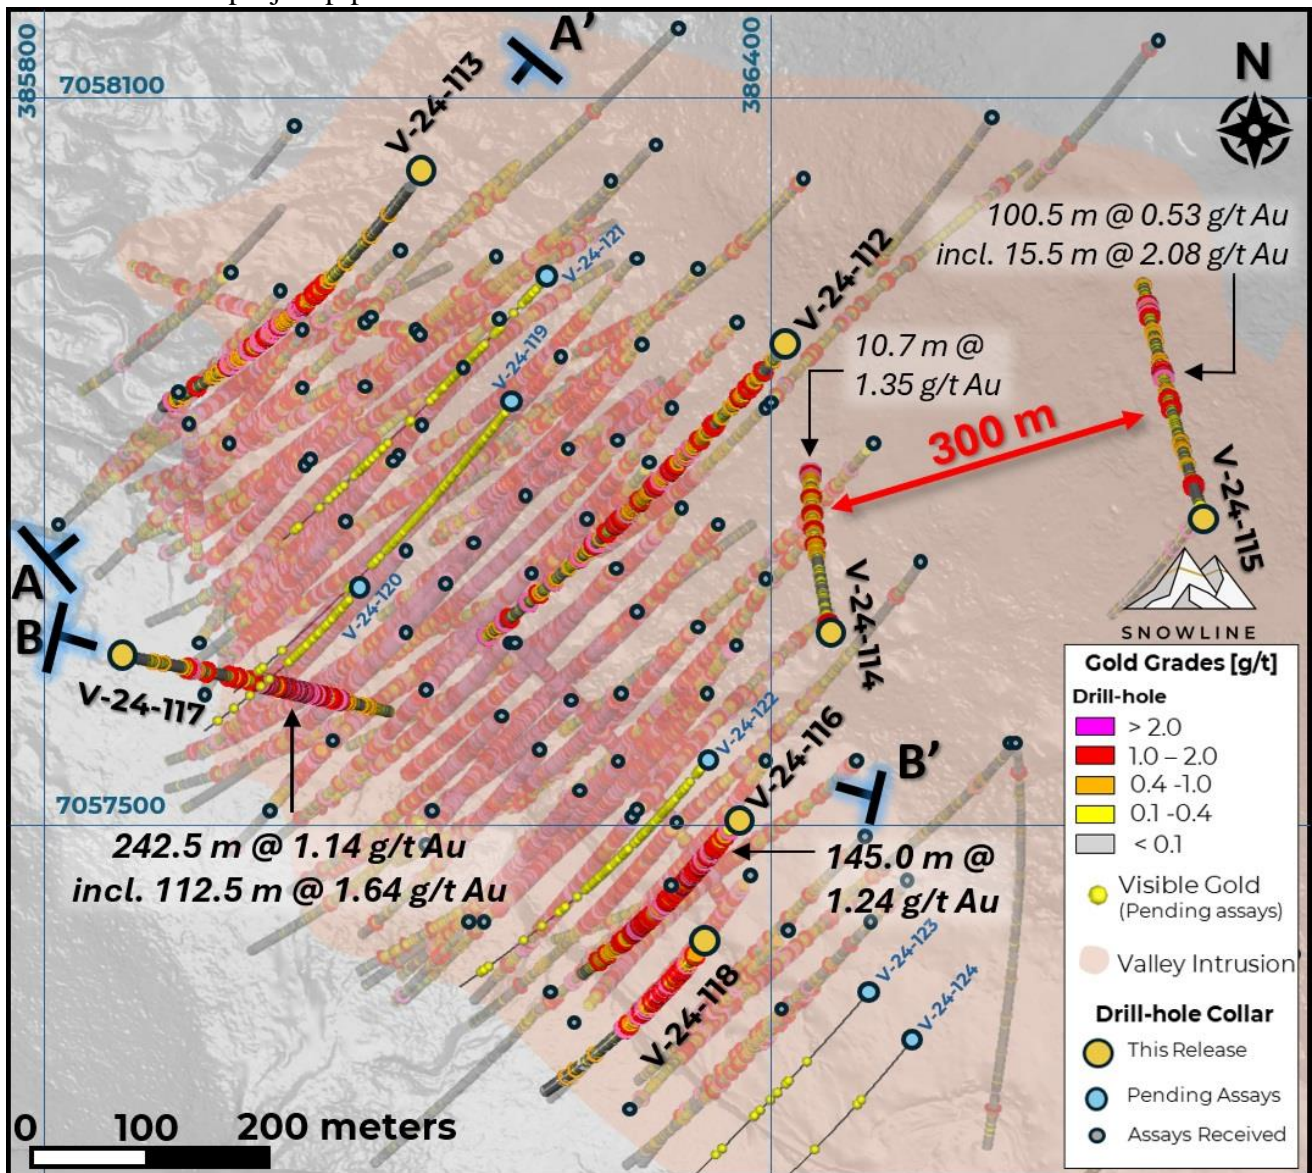 A'
N
385800
7058100
386400
V-24-113
100.5 m @ 0.53 g/t Au
incl. 15.5 m @ 2.08 g/t Au
V-24-121
V-24-112
10.7 m @
1.35 g/t Au
V-24-119
300 m
V-24-115
A
B
V-24-120
V-24-114
SNOWLINE
V-24-117
V-24-122
V-24-116
B'
7057500
242.5 m @ 1.14 g/t Au
incl. 112.5 m @ 1.64 g/t Au
145.0 m @
1.24 g/t Au
V-24-123
V-24-124
V-24-118
Gold Grades [g/t]
Drill-hole
> 2.0
1.0 – 2.0
0.4 -1.0
0.1 -0.4
< 0.1
Visible Gold
(Pending assays)
Valley Intrusion
Drill-hole Collar
This Release
Pending Assays
Assays Received
0 100 200 meters